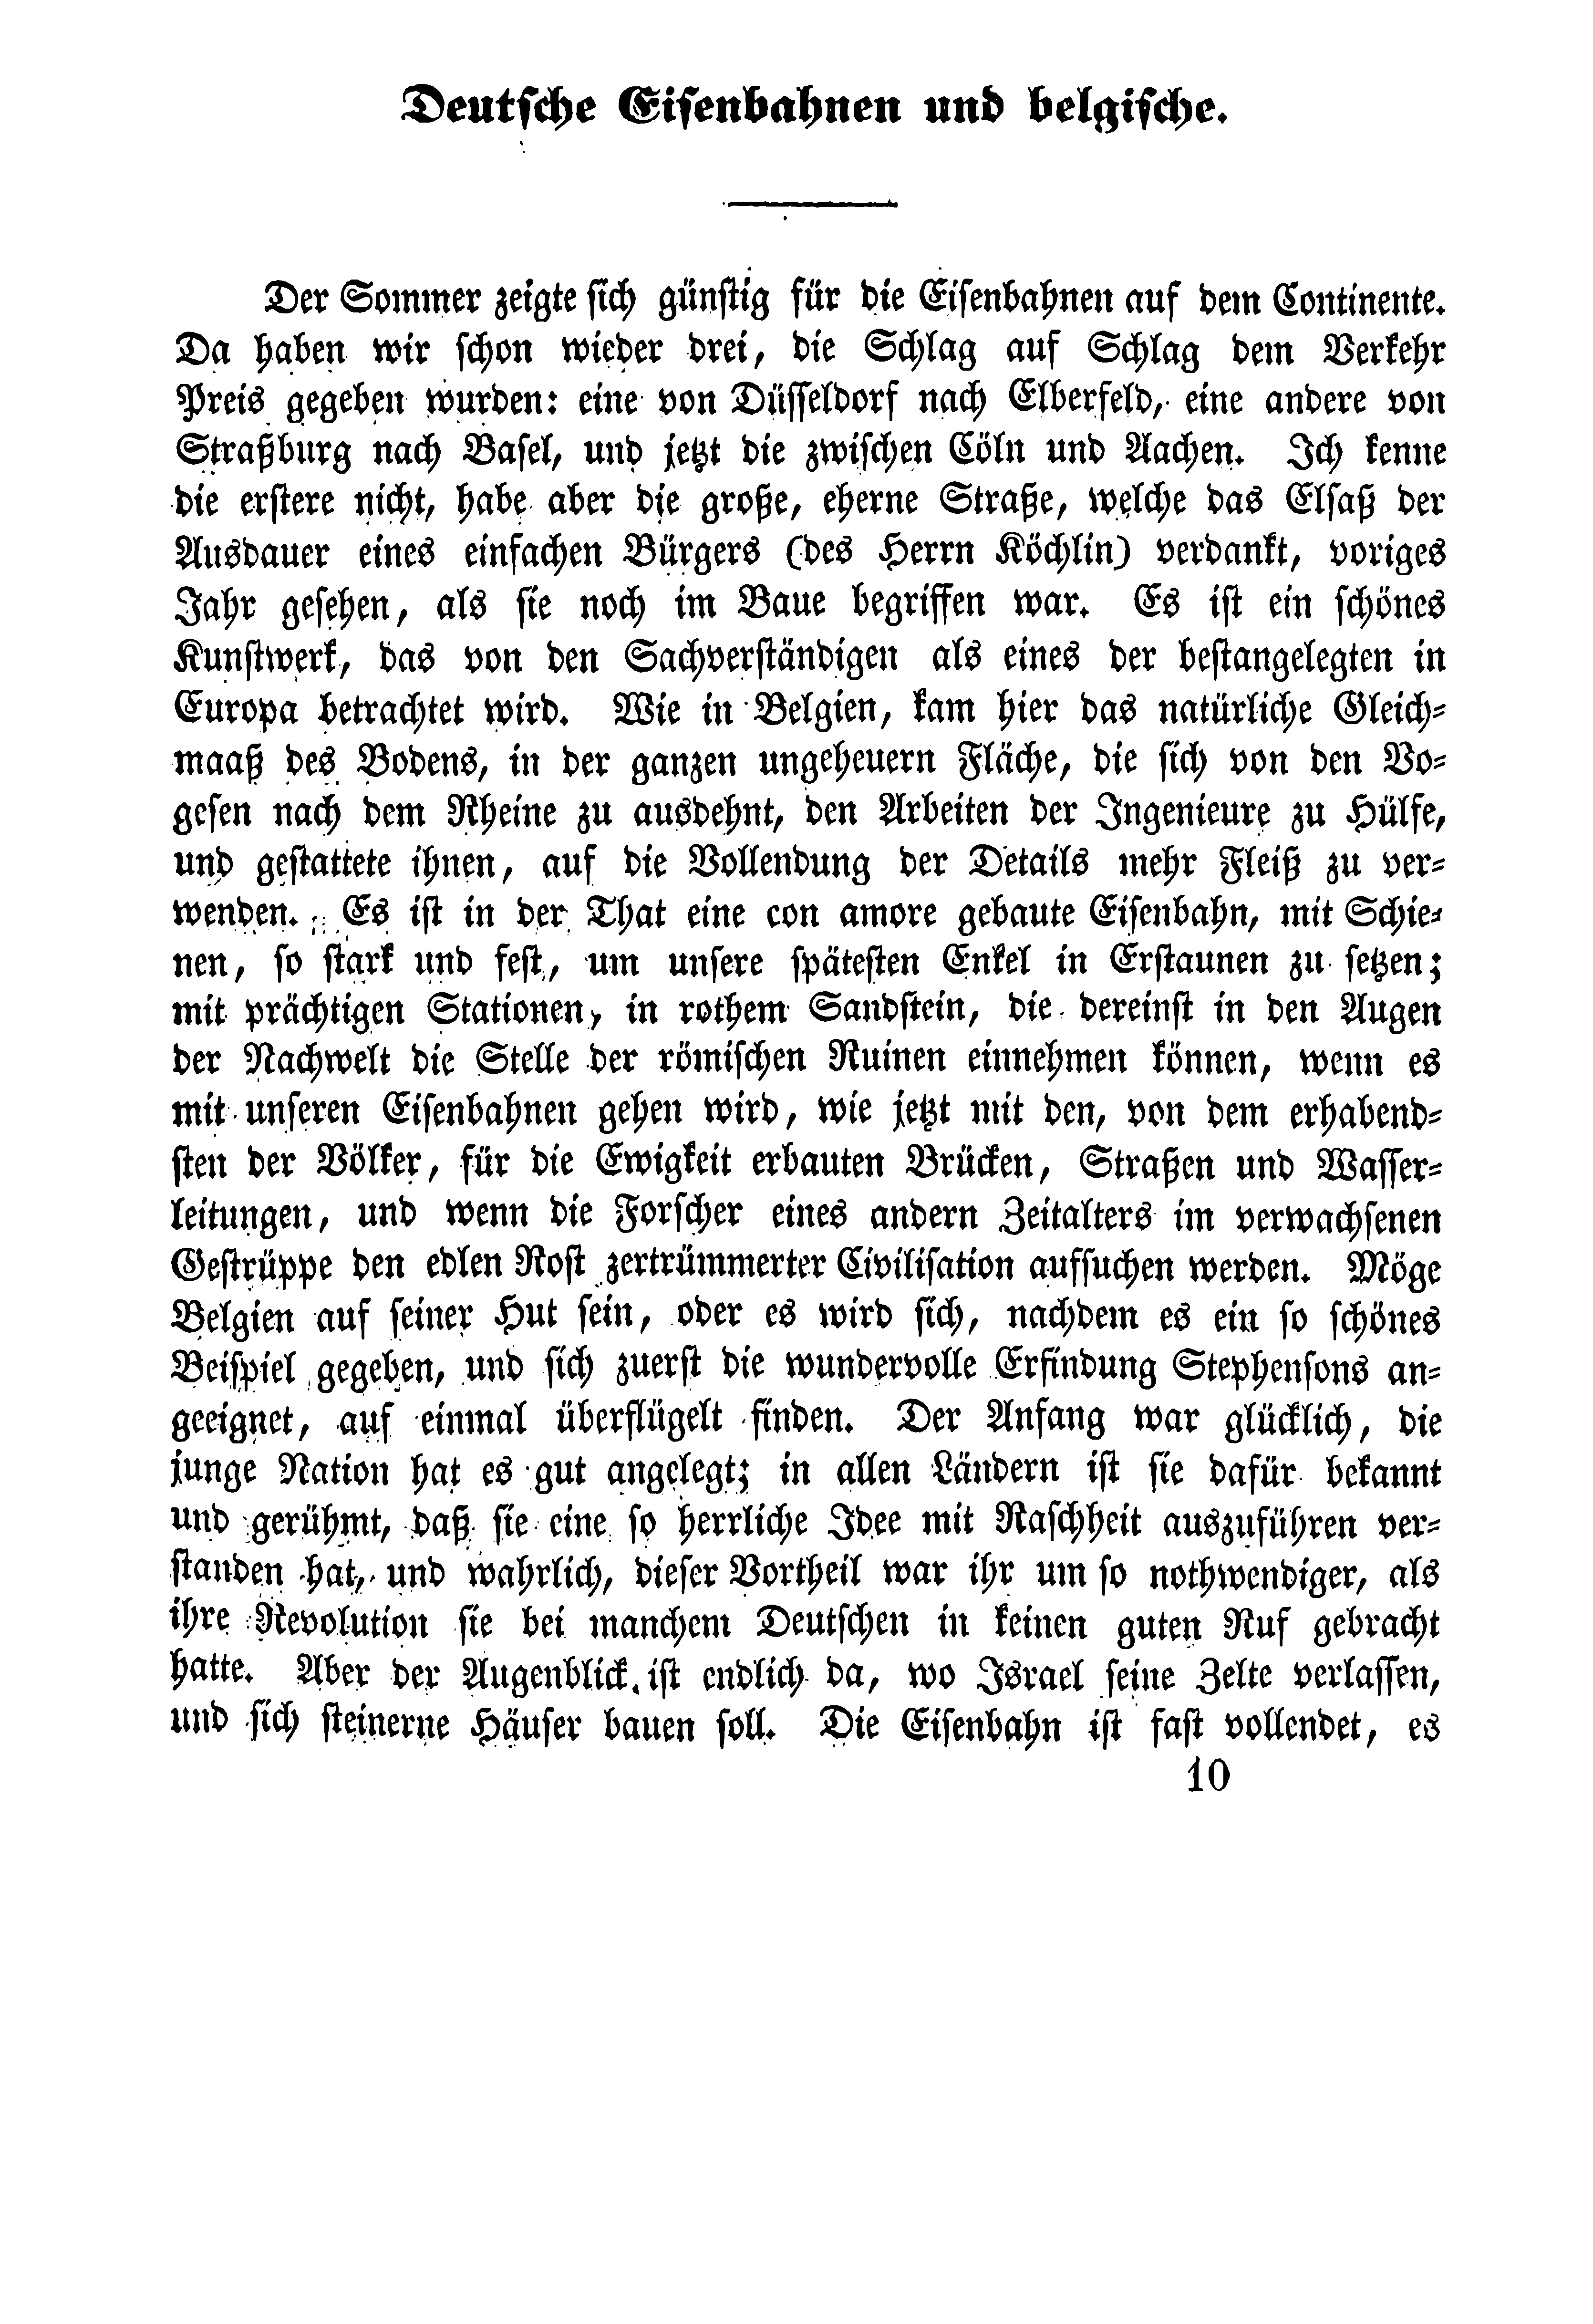 Deutsche Eisenbahnen und belgische.
Der Sommer zeigte sich günstig für die Eisenbahnen auf dem Continente.
Da haben wir schon wieder drei, die Schlag auf Schlag dem Verkehr
Preis gegeben wurden: eine von Düsseldorf nach Elberfeld, eine andere von
Straßburg nach Basel, und jetzt die zwischen Cöln und Aachen. Ich kenne
die erstere nicht, habe aber die große, eherne Straße, welche das Elsaß der
Ausdauer eines einfachen Bürgers (des Herrn Köchlin) verdankt, voriges
Jahr gesehen, als sie noch im Baue begriffen war. Es ist ein schönes
Kunstwerk, das von den Sachverständigen als eines der bestangelegten in
Europa betrachtet wird. Wie in Belgien, kam hier das natürliche Gleich-
maaß des Bodens, in der ganzen ungeheuern Fläche, die sich von den Vo-
gesen nach dem Rheine zu ausdehnt, den Arbeiten der Ingenieure zu Hülfe,
und gestattete ihnen, auf die Vollendung der Details mehr Fleiß zu ver-
wenden. Es ist in der That eine con amore gebaute Eisenbahn, mit Schie-
nen, so stark und fest, um unsere spätesten Enkel in Erstaunen zu setzen;
mit prächtigen Stationen, in rothem Sandstein, die dereinst in den Augen
der Nachwelt die Stelle der römischen Ruinen einnehmen können, wenn es
mit unseren Eisenbahnen gehen wird, wie jetzt mit den, von dem erhabend-
sten der Völker, für die Ewigkeit erbauten Brücken, Straßen und Wasser-
leitungen, und wenn die Forscher eines andern Zeitalters im verwachsenen
Gestrüppe den edlen Rost zertrümmerter Civilisation aufsuchen werden. Möge
Belgien auf seiner Hut sein, oder es wird sich, nachdem es ein so schönes
Beispiel gegeben, und sich zuerst die wundervolle Erfindung Stephensons an-
geeignet, auf einmal überflügelt finden. Der Anfang war glücklich, die
junge Nation hat es gut angelegt; in allen Ländern ist sie dafür bekannt
und gerühmt, daß sie eine so herrliche Idee mit Raschheit auszuführen ver-
standen hat, und wahrlich, dieser Vortheil war ihr um so nothwendiger, als
ihre Revolution sie bei manchem Deutschen in keinen guten Ruf gebracht
hatte. Aber der Augenblick ist endlich da, wo Israel seine Zelte verlassen,
und sich steinerne Häuser bauen soll. Die Eisenbahn ist fast vollendet, es
10